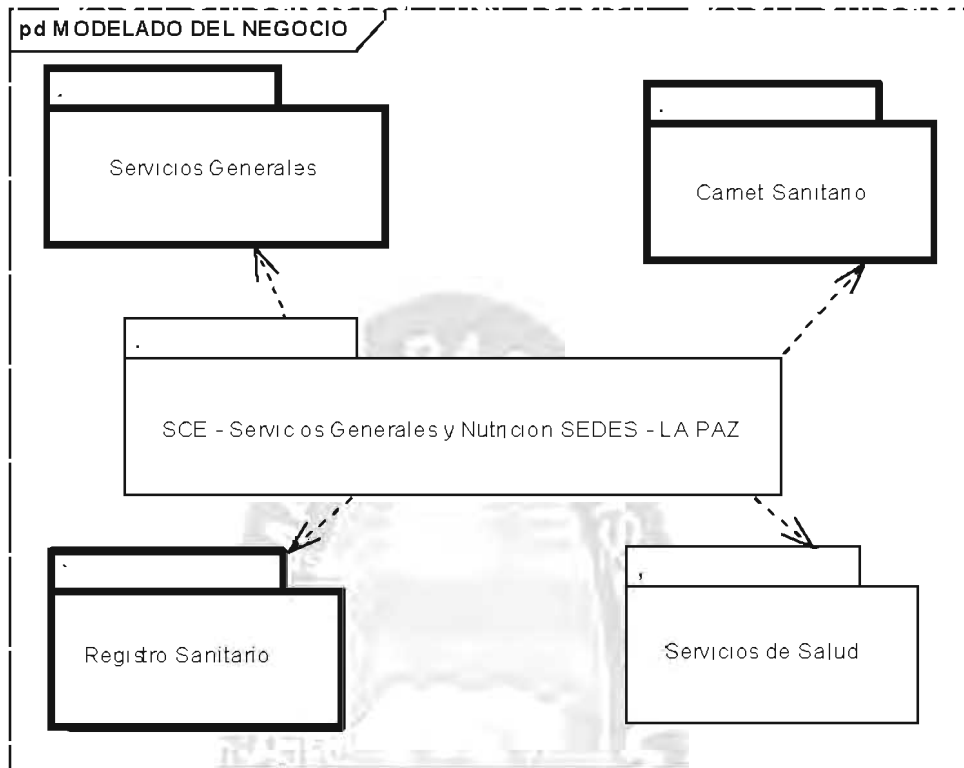 pd MODELADO DEL NEGOCIO
Servicios Generales
Carnet Sanitario
SCE - Servicios Generales y Nutricion SEDES - LA PAZ
Registro Sanitario
Servicios de Salud